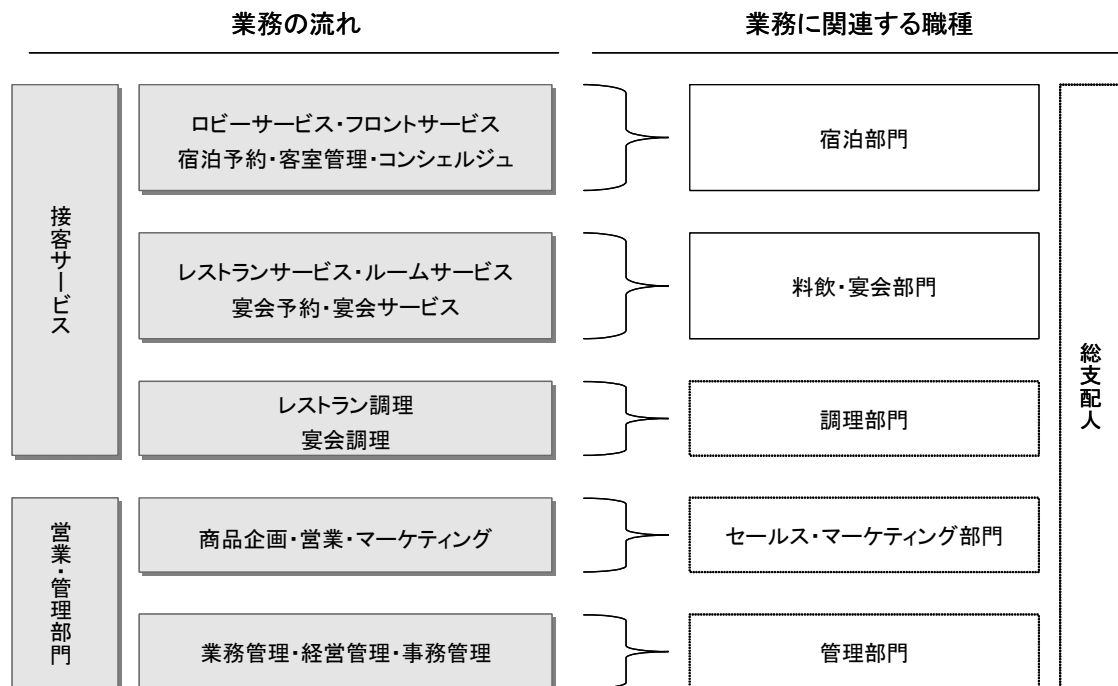 業務の流れ
業務に関連する職種
接客サービス
ロビーサービス・フロントサービス
宿泊予約・客室管理・コンシェルジュ
宿泊部門
レストランサービス・ルームサービス
宴会予約・宴会サービス
料飲・宴会部門
レストラン調理
宴会調理
調理部門
総支配人
営業・管理部門
商品企画・営業・マーケティング
セールス・マーケティング部門
業務管理・経営管理・事務管理
管理部門